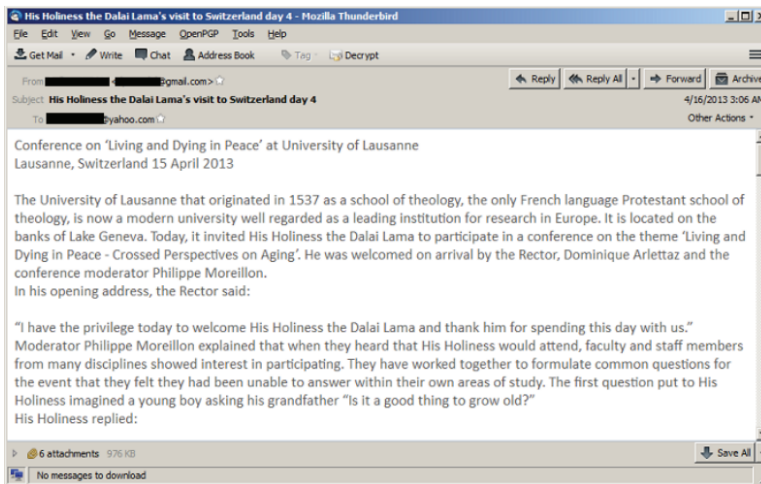 His Holiness the Dalai Lama's visit to Switzerland day 4 - Mozilla Thunderbird
File Edit View Go Message OpenPGP Tools Help
Get Mail Write Chat Address Book Tag Decrypt
From @gmail.com> Reply Reply All Forward Archive
Subject His Holiness the Dalai Lama's visit to Switzerland day 4 4/16/2013 3:06 AM
To @yahoo.com Other Actions
Conference on ‘Living and Dying in Peace’ at University of Lausanne
Lausanne, Switzerland 15 April 2013
The University of Lausanne that originated in 1537 as a school of theology, the only French language Protestant school of
theology, is now a modern university well regarded as a leading institution for research in Europe. It is located on the
banks of Lake Geneva. Today, it invited His Holiness the Dalai Lama to participate in a conference on the theme ‘Living and
Dying in Peace - Crossed Perspectives on Aging’. He was welcomed on arrival by the Rector, Dominique Arlettaz and the
conference moderator Philippe Moreillon.
In his opening address, the Rector said:
“I have the privilege today to welcome His Holiness the Dalai Lama and thank him for spending this day with us.”
Moderator Philippe Moreillon explained that when they heard that His Holiness would attend, faculty and staff members
from many disciplines showed interest in participating. They have worked together to formulate common questions for
the event that they felt they had been unable to answer within their own areas of study. The first question put to His
Holiness imagined a young boy asking his grandfather “Is it a good thing to grow old?”
His Holiness replied:
6 attachments 976 KB Save All
No messages to download